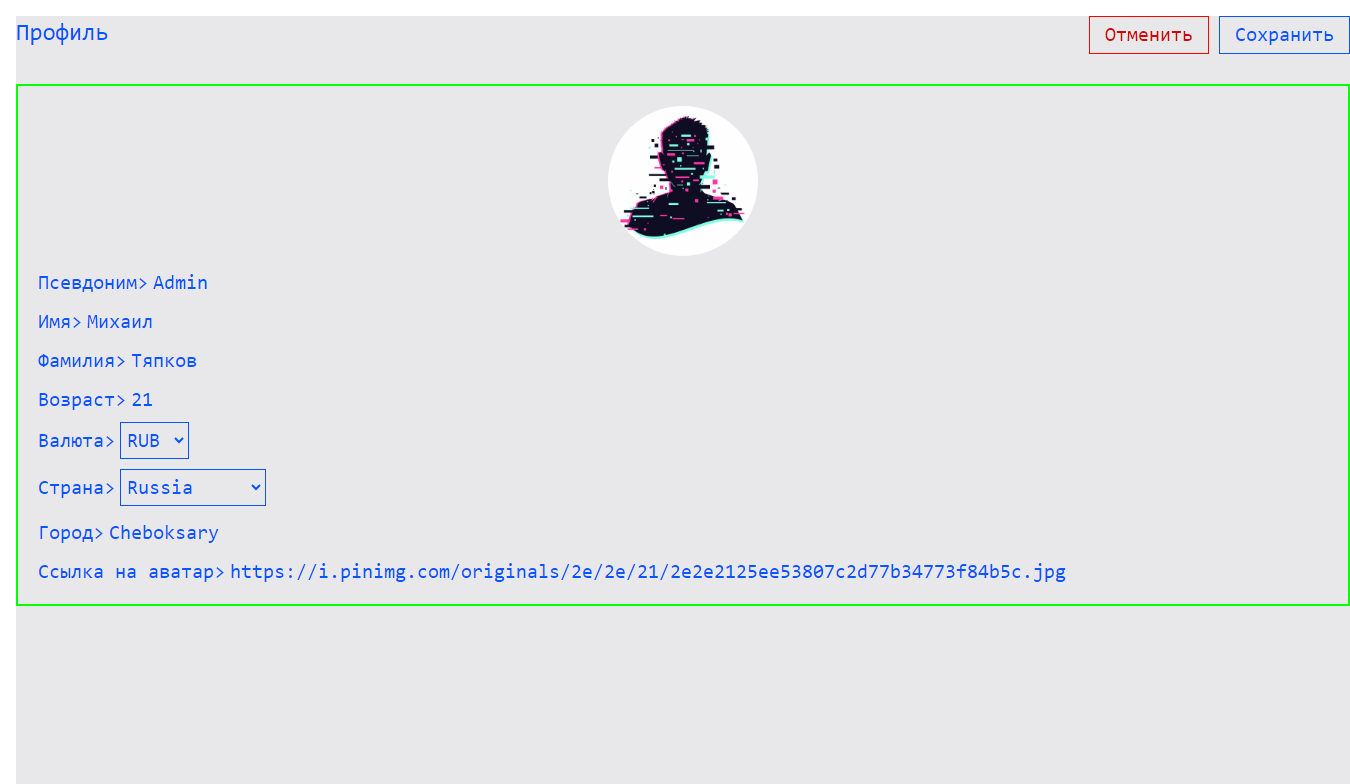 Профиль
Отменить
Сохранить
Псевдоним> Admin
Имя> Михаил
Фамилия> Тяпков
Возраст> 21
Валюта> RUB
Страна> Russia
Город> Cheboksary
Ссылка на аватар> https://i.pinimg.com/originals/2e/2e/21/2e2e2125ee53807c2d77b34773f84b5c.jpg